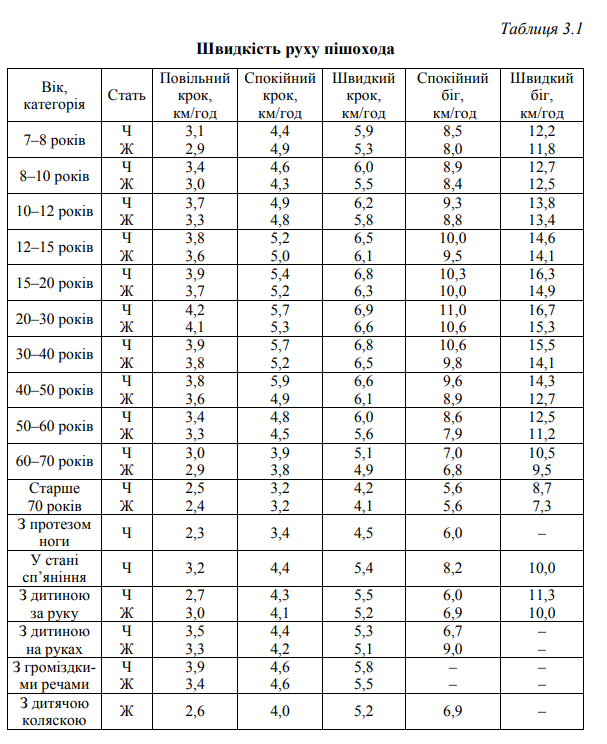 Таблиця 3.1
Швидкість руху пішохода
Вік, категорія Стать Повільний крок, км/год Спокійний крок, км/год Швидкий крок, км/год Спокійний біг, км/год Швидкий біг, км/год
7–8 років Ч 3,1 4,4 5,9 8,5 12,2
Ж 2,9 4,9 5,3 8,0 11,8
8–10 років Ч 3,4 4,6 6,0 8,9 12,7
Ж 3,0 4,3 5,5 8,4 12,5
10–12 років Ч 3,7 4,9 6,2 9,3 13,8
Ж 3,3 4,8 5,8 8,8 13,4
12–15 років Ч 3,8 5,2 6,5 10,0 14,6
Ж 3,6 5,0 6,1 9,5 14,1
15–20 років Ч 3,9 5,4 6,8 10,3 16,3
Ж 3,7 5,2 6,3 10,0 14,9
20–30 років Ч 4,2 5,7 6,9 11,0 16,7
Ж 4,1 5,3 6,6 10,6 15,3
30–40 років Ч 3,9 5,7 6,8 10,6 15,5
Ж 3,8 5,2 6,5 9,8 14,1
40–50 років Ч 3,8 5,9 6,6 9,6 14,3
Ж 3,6 4,9 6,1 8,9 12,7
50–60 років Ч 3,4 4,8 6,0 8,6 12,5
Ж 3,3 4,5 5,6 7,9 11,2
60–70 років Ч 3,0 3,9 5,1 7,0 10,5
Ж 2,9 3,8 4,9 6,8 9,5
Старше Ч 2,5 3,2 4,2 5,6 8,7
70 років Ж 2,4 3,2 4,1 5,6 7,3
З протезом ноги Ч 2,3 3,4 4,5 6,0 –
У стані сп’яніння Ч 3,2 4,4 5,4 8,2 10,0
З дитиною Ч 2,7 4,3 5,5 6,0 11,3
за руку Ж 3,0 4,1 5,2 6,9 10,0
З дитиною Ч 3,5 4,4 5,3 6,7 –
на руках Ж 3,3 4,2 5,1 9,0 –
З громіздки- Ч 3,9 4,6 5,8 – –
ми речами Ж 3,4 4,6 5,5 – –
З дитячою коляскою Ж 2,6 4,0 5,2 6,9 –